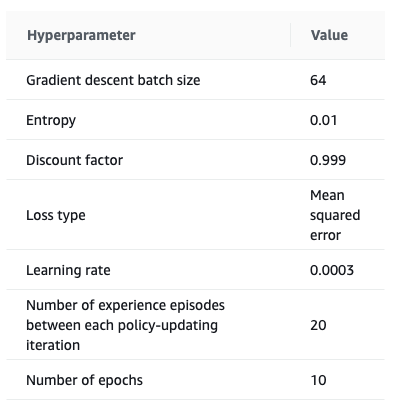 Hyperparameter Value
Gradient descent batch size 64
Entropy 0.01
Discount factor 0.999
Loss type Mean
squared
error
Learning rate 0.0003
Number of experience episodes
between each policy-updating 20
iteration
Number of epochs 10